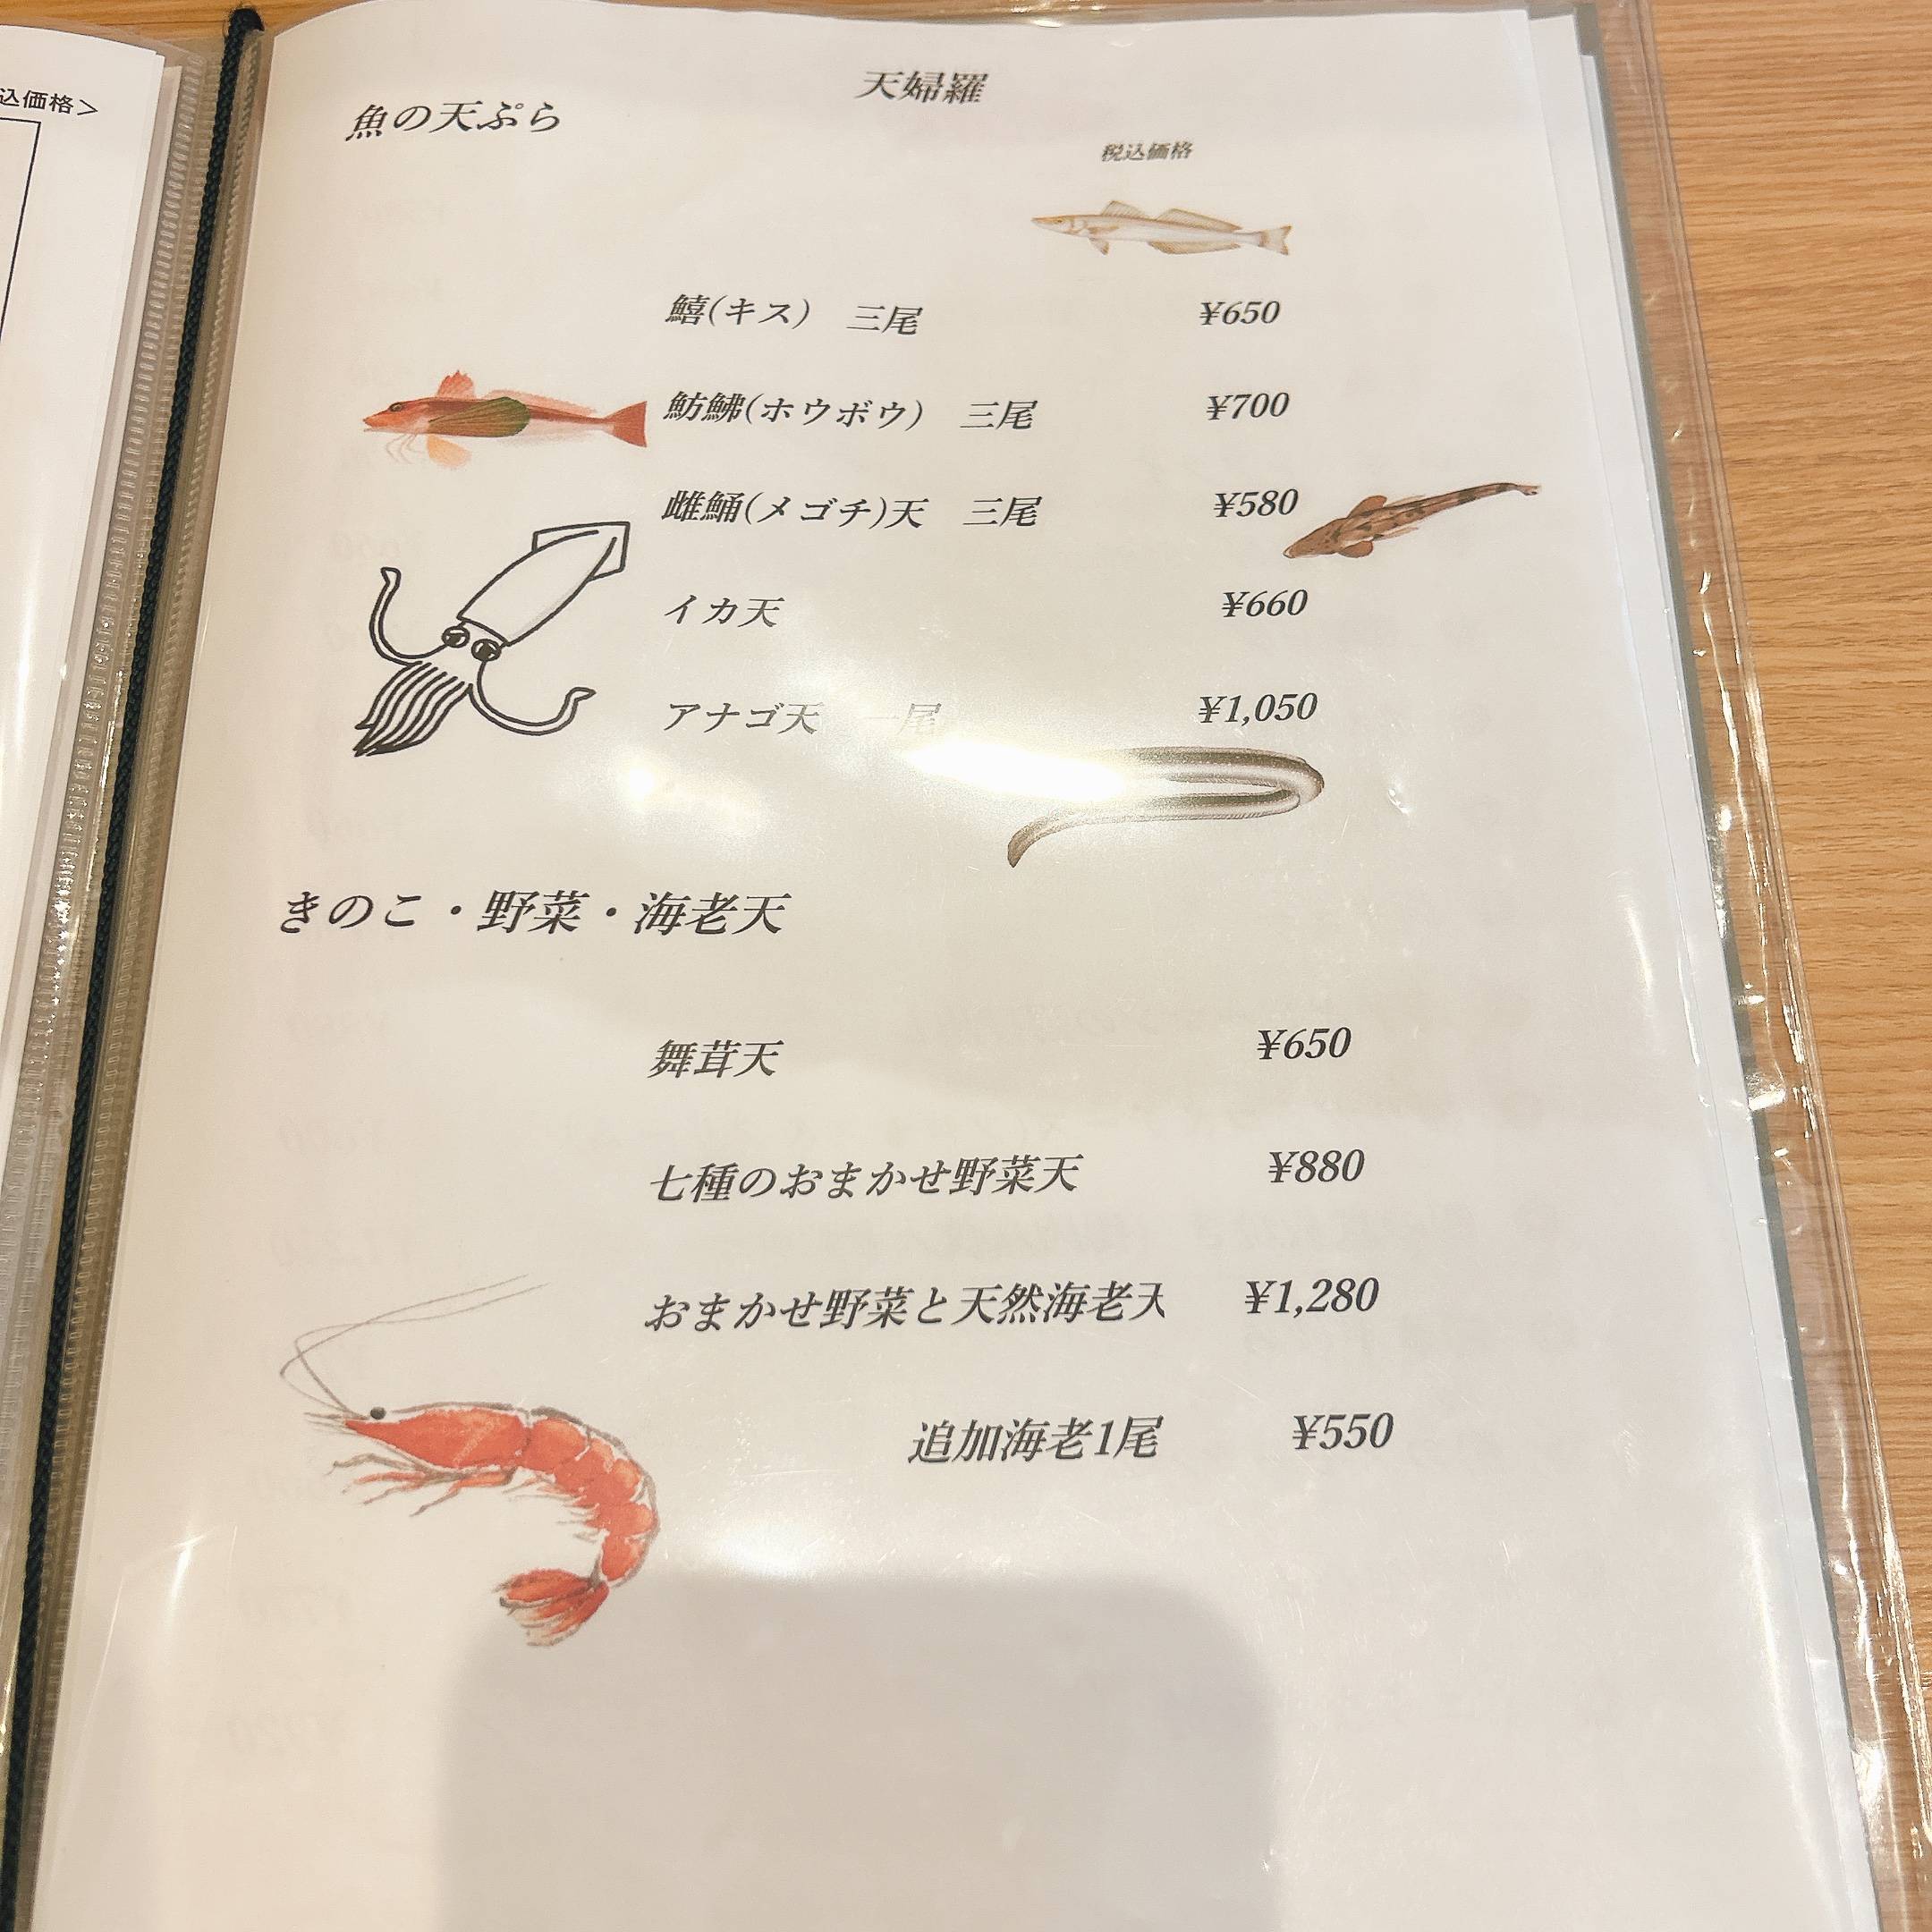 込価格>
天婦羅
魚の天ぷら
税込価格
鱚(キス) 三尾 ¥650
魴鮄(ホウボウ) 三尾 ¥700
雌鯒(メゴチ)天 三尾 ¥580
イカ天 ¥660
アナゴ天 一尾 ¥1,050
きのこ・野菜・海老天
舞茸天 ¥650
七種のおまかせ野菜天 ¥880
おまかせ野菜と天然海老天 ¥1,280
追加海老1尾 ¥550